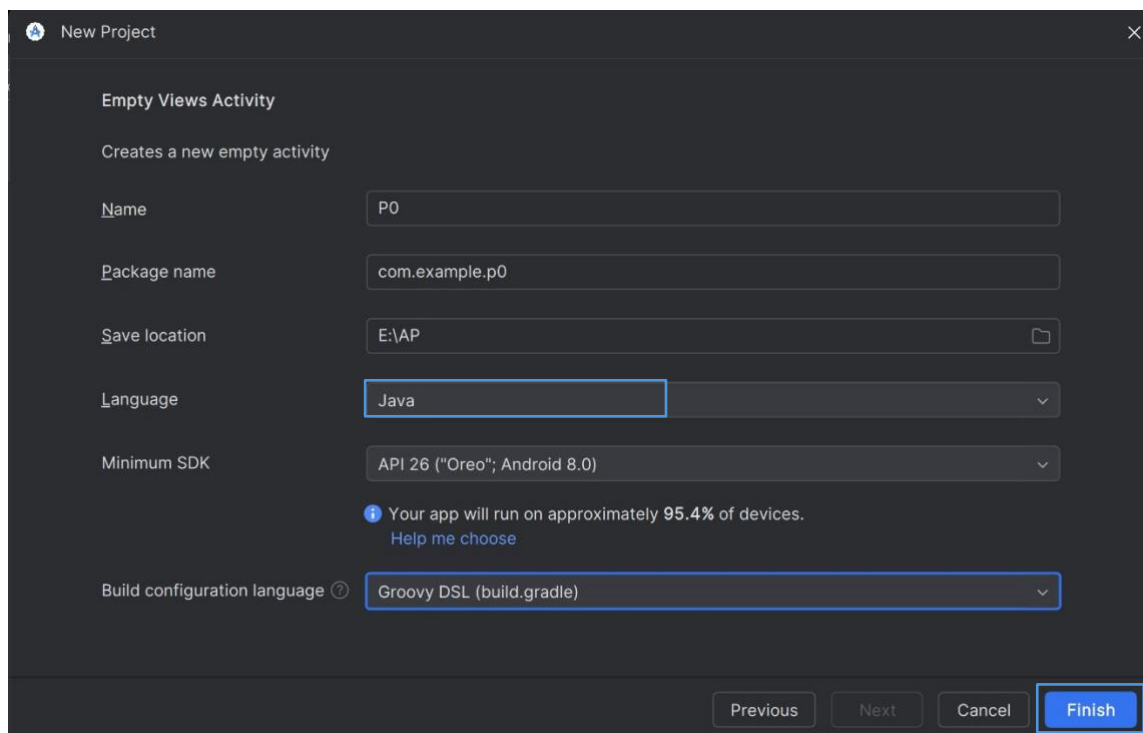 New Project
Empty Views Activity
Creates a new empty activity
Name P0
Package name com.example.p0
Save location E:\AP
Language Java
Minimum SDK API 26 ("Oreo"; Android 8.0)
Your app will run on approximately 95.4% of devices.
Help me choose
Build configuration language ? Groovy DSL (build.gradle)
Previous Next Cancel Finish